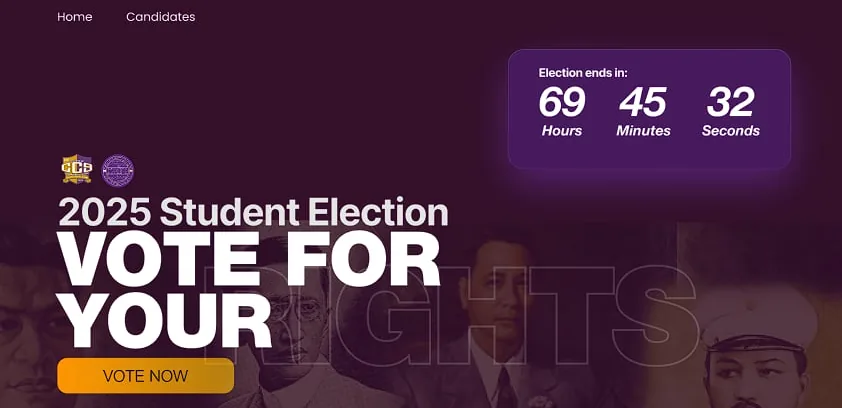 Home Candidates
Election ends in:
69 45 32
Hours Minutes Seconds
2025 Student Election
VOTE FOR
YOUR
RIGHTS
VOTE NOW